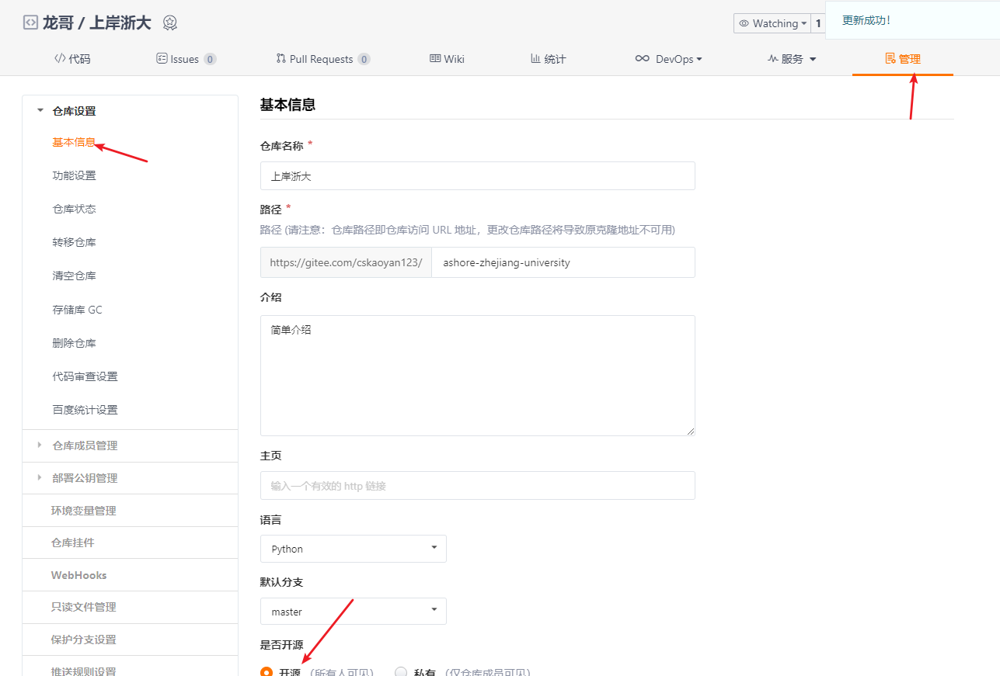 龙哥 / 上岸浙大
Watching 1
更新成功！
代码 Issues 0 Pull Requests 0 Wiki 统计 DevOps 服务 管理
仓库设置
基本信息
功能设置
仓库状态
转移仓库
清空仓库
存储库 GC
删除仓库
代码审查设置
百度统计设置
仓库成员管理
部署公钥管理
环境变量管理
仓库挂件
WebHooks
只读文件管理
保护分支设置
推送规则设置
基本信息
仓库名称 *
上岸浙大
路径 *
路径 (请注意：仓库路径即仓库访问 URL 地址，更改仓库路径将导致原克隆地址不可用)
https://gitee.com/cskaoyan123/ ashore-zhejiang-university
介绍
简单介绍
主页
输入一个有效的 http 链接
语言
Python
默认分支
master
是否开源
开源 (所有人可见) 私有 (仅仓库成员可见)